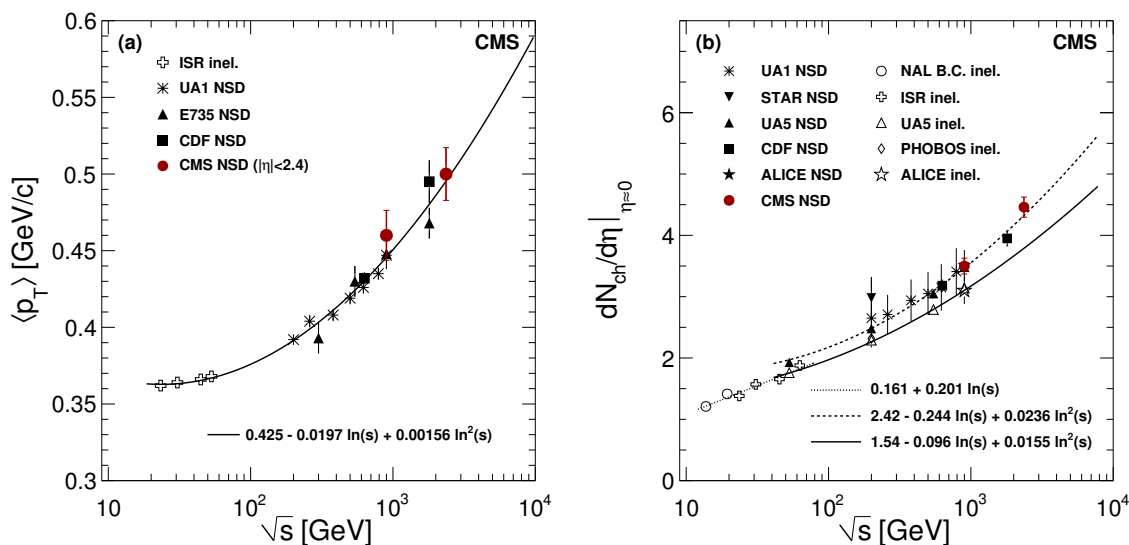 (a) CMS
ISR inel.
UA1 NSD
E735 NSD
CDF NSD
CMS NSD (|η|<2.4)
0.425 - 0.0197 ln(s) + 0.00156 ln²(s)
⟨p_T⟩ [GeV/c]
0.6
0.55
0.5
0.45
0.4
0.35
0.3
10 10² 10³ 10⁴
√s [GeV]
(b) CMS
UA1 NSD
STAR NSD
UA5 NSD
CDF NSD
ALICE NSD
CMS NSD
NAL B.C. inel.
ISR inel.
UA5 inel.
PHOBOS inel.
ALICE inel.
0.161 + 0.201 ln(s)
2.42 - 0.244 ln(s) + 0.0236 ln²(s)
1.54 - 0.096 ln(s) + 0.0155 ln²(s)
dN_ch/dη|_η≈0
6
4
2
0
10 10² 10³ 10⁴
√s [GeV]